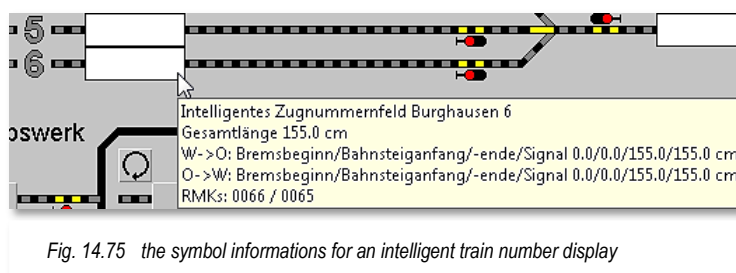 5
6
Intelligentes Zugnummernfeld Burghausen 6
Gesamtlänge 155.0 cm
W->O: Bremsbeginn/Bahnsteiganfang/-ende/Signal 0.0/0.0/155.0/155.0 cm
O->W: Bremsbeginn/Bahnsteiganfang/-ende/Signal 0.0/0.0/155.0/155.0 cm
RMKs: 0066 / 0065
oswerk
Fig. 14.75 the symbol informations for an intelligent train number display